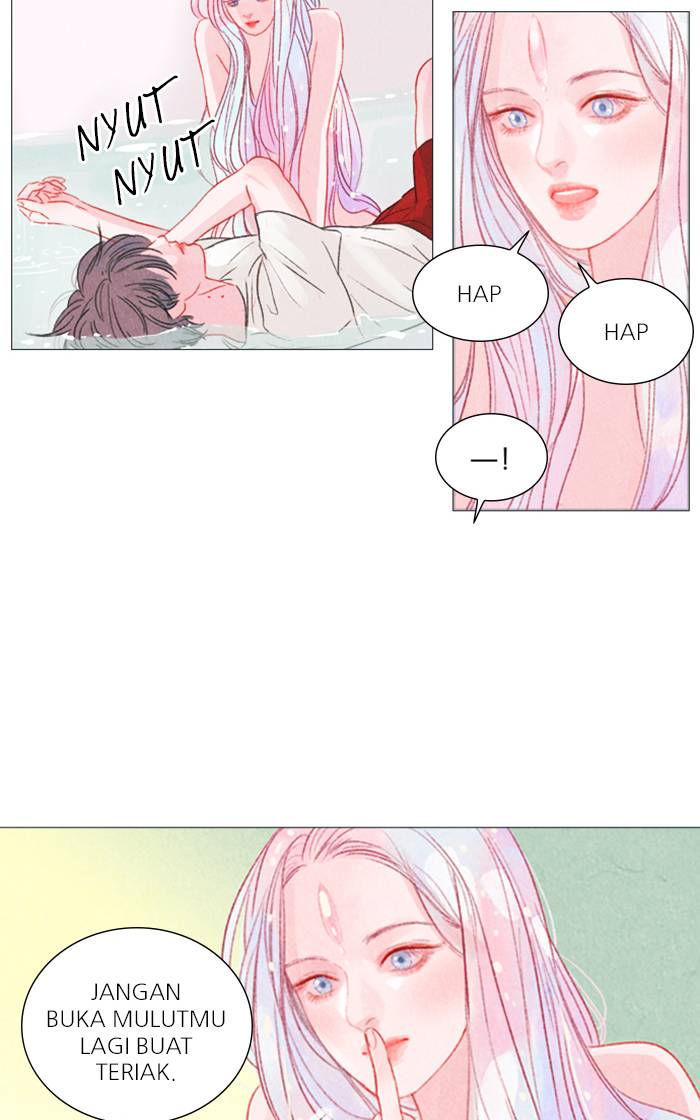 NYUT
NYUT
HAP
HAP
—!
JANGAN
BUKA MULUTMU
LAGI BUAT
TERIAK.